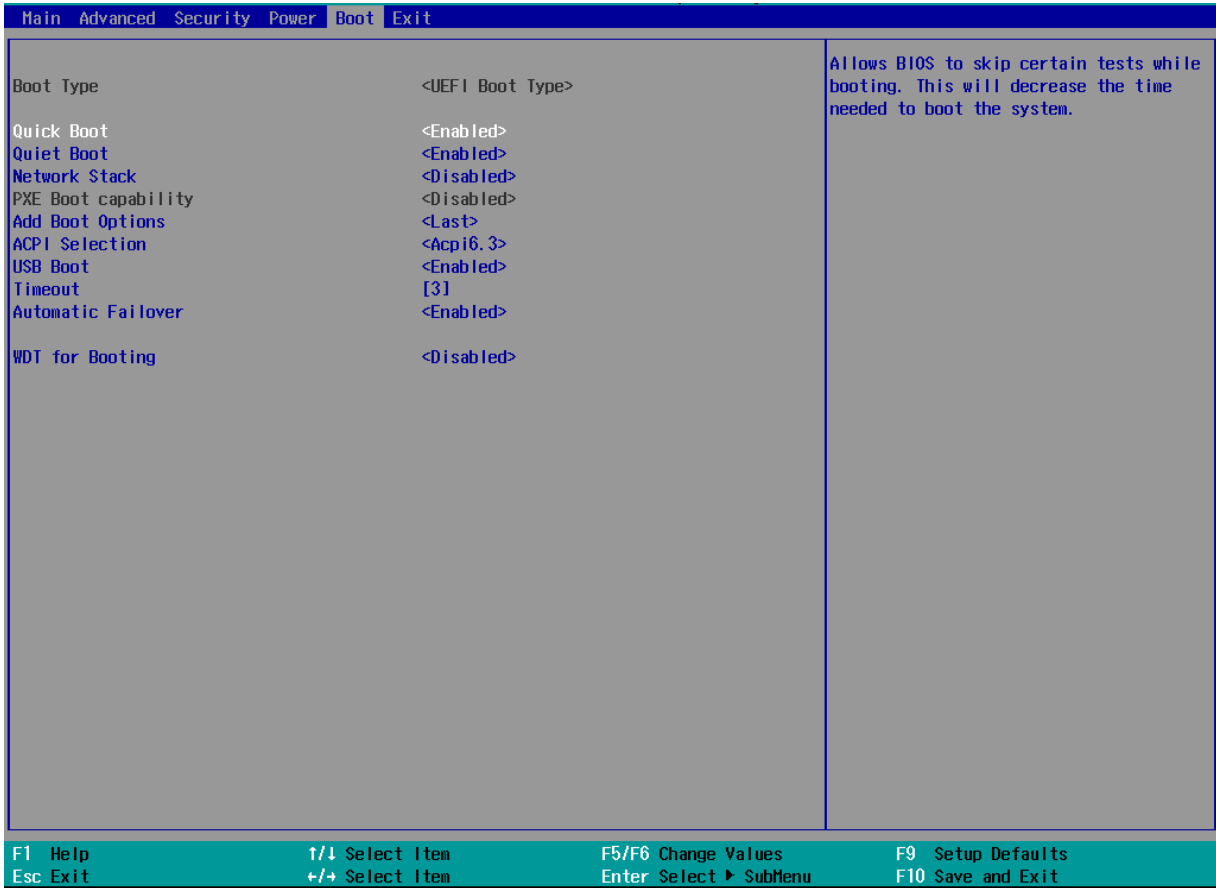 Main Advanced Security Power Boot Exit
Boot Type <UEFI Boot Type>
Quick Boot <Enabled>
Quiet Boot <Enabled>
Network Stack <Disabled>
PXE Boot capability <Disabled>
Add Boot Options <Last>
ACPI Selection <Acpi6.3>
USB Boot <Enabled>
Timeout [3]
Automatic Failover <Enabled>
WDT for Booting <Disabled>
Allows BIOS to skip certain tests while
booting. This will decrease the time
needed to boot the system.
F1 Help ↑/↓ Select Item F5/F6 Change Values F9 Setup Defaults
Esc Exit ←/→ Select Item Enter Select ▶ SubMenu F10 Save and Exit